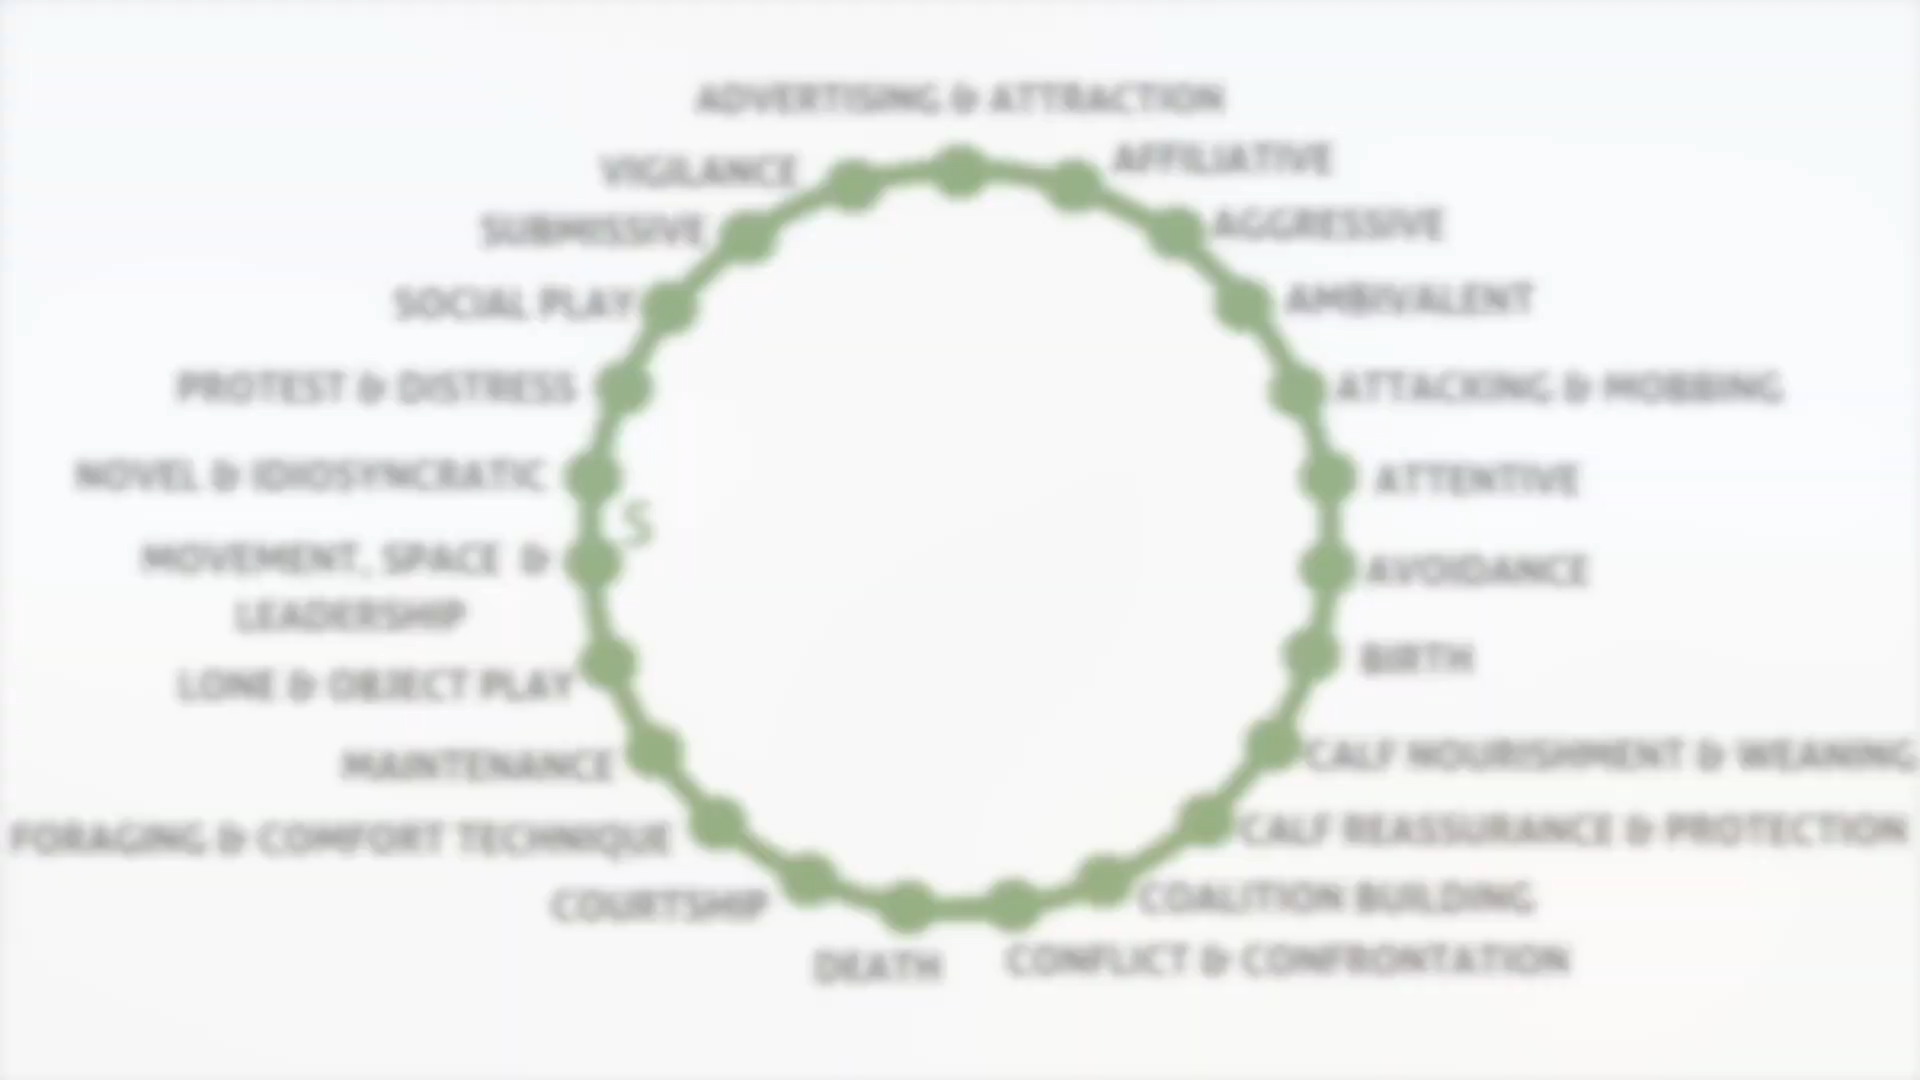 ADVERTISING & ATTRACTION
AFFILIATIVE
AGGRESSIVE
AMBIVALENT
ATTACKING & MOBBING
ATTENTIVE
AVOIDANCE
BIRTH
CALF NOURISHMENT & WEANING
CALF REASSURANCE & PROTECTION
COALITION BUILDING
CONFLICT & CONFRONTATION
DEATH
COURTSHIP
FORAGING & COMFORT TECHNIQUE
MAINTENANCE
LONE & OBJECT PLAY
MOVEMENT, SPACE &
LEADERSHIP
S
NOVEL & IDIOSYNCRATIC
PROTEST & DISTRESS
SOCIAL PLAY
SUBMISSIVE
VIGILANCE